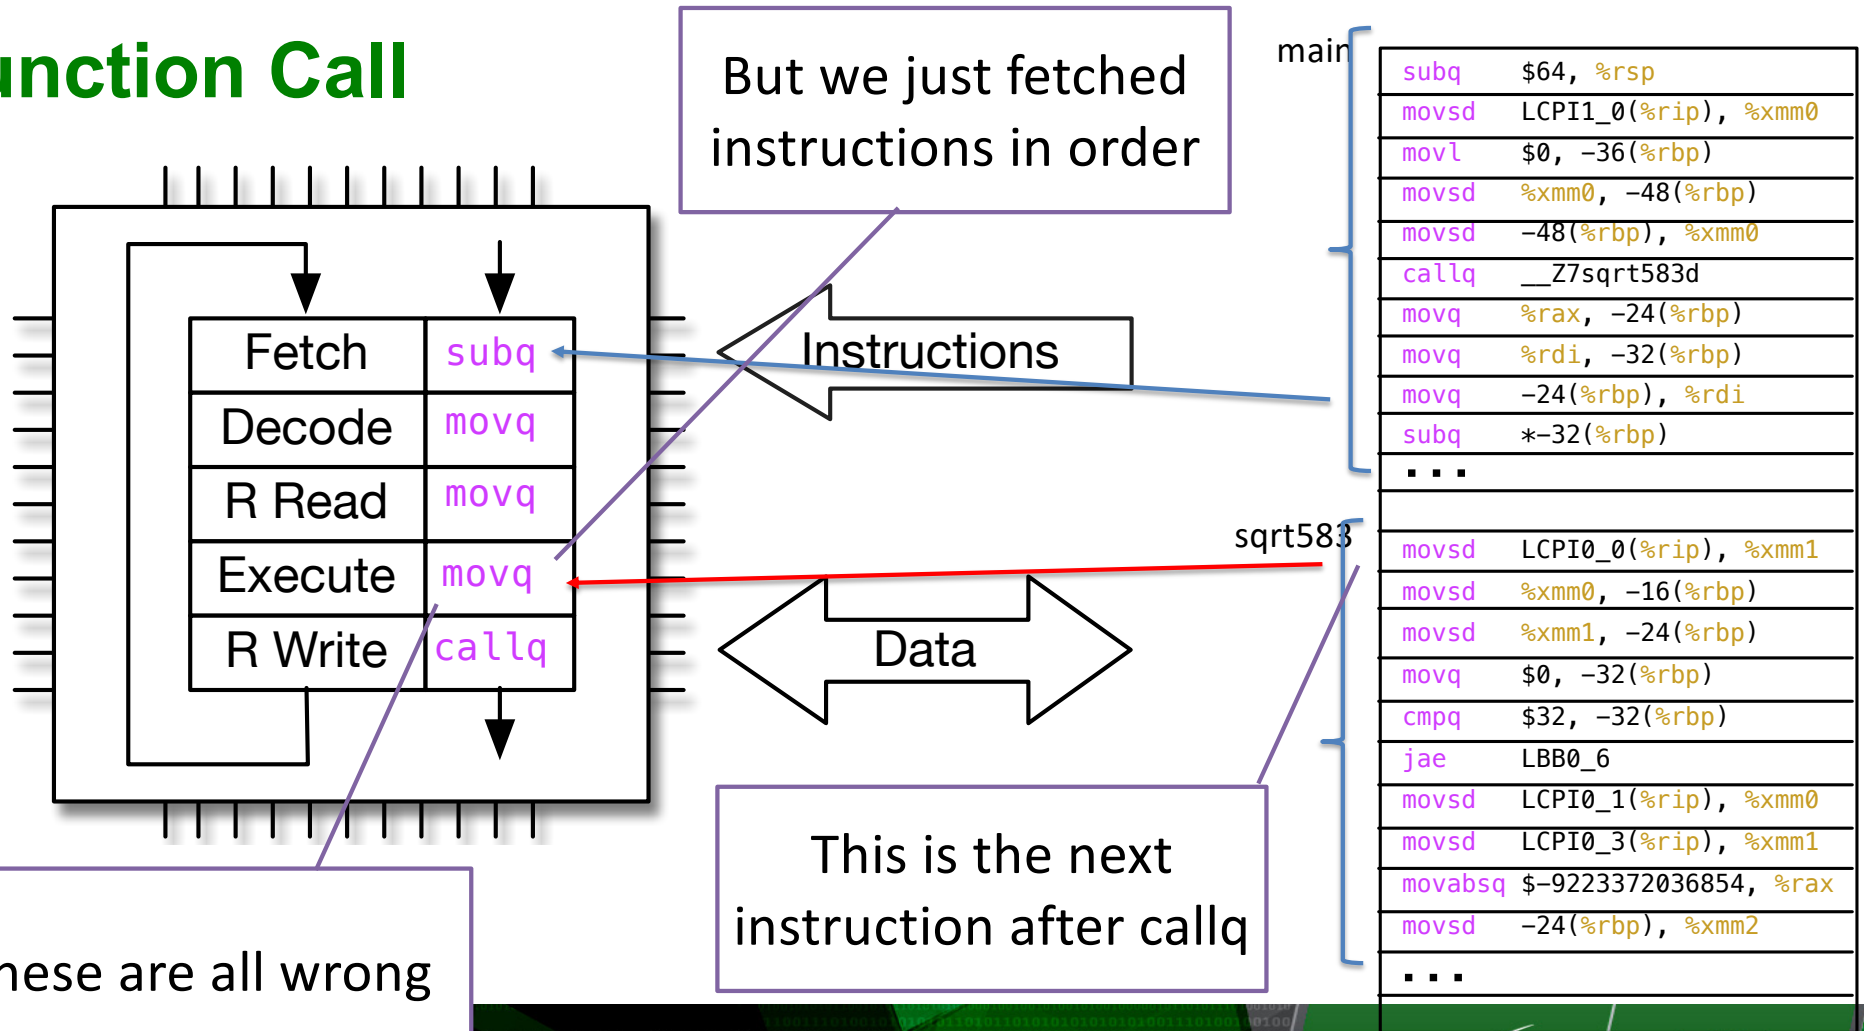 unction Call
But we just fetched
instructions in order
main
subq $64, %rsp
movsd LCPI1_0(%rip), %xmm0
movl $0, −36(%rbp)
movsd %xmm0, −48(%rbp)
movsd −48(%rbp), %xmm0
callq __Z7sqrt583d
movq %rax, −24(%rbp)
movq %rdi, −32(%rbp)
movq −24(%rbp), %rdi
subq *−32(%rbp)
...
Fetch subq
Decode movq
R Read movq
Execute movq
R Write callq
Instructions
Data
sqrt583
movsd LCPI0_0(%rip), %xmm1
movsd %xmm0, −16(%rbp)
movsd %xmm1, −24(%rbp)
movq $0, −32(%rbp)
cmpq $32, −32(%rbp)
jae LBB0_6
movsd LCPI0_1(%rip), %xmm0
movsd LCPI0_3(%rip), %xmm1
movabsq $−9223372036854, %rax
movsd −24(%rbp), %xmm2
...
This is the next
instruction after callq
hese are all wrong